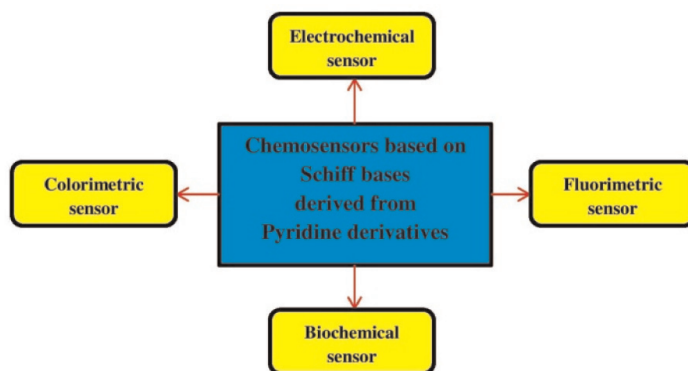 Electrochemical
sensor
Chemosensors based on
Schiff bases
derived from
Pyridine derivatives
Colorimetric
sensor
Fluorimetric
sensor
Biochemical
sensor